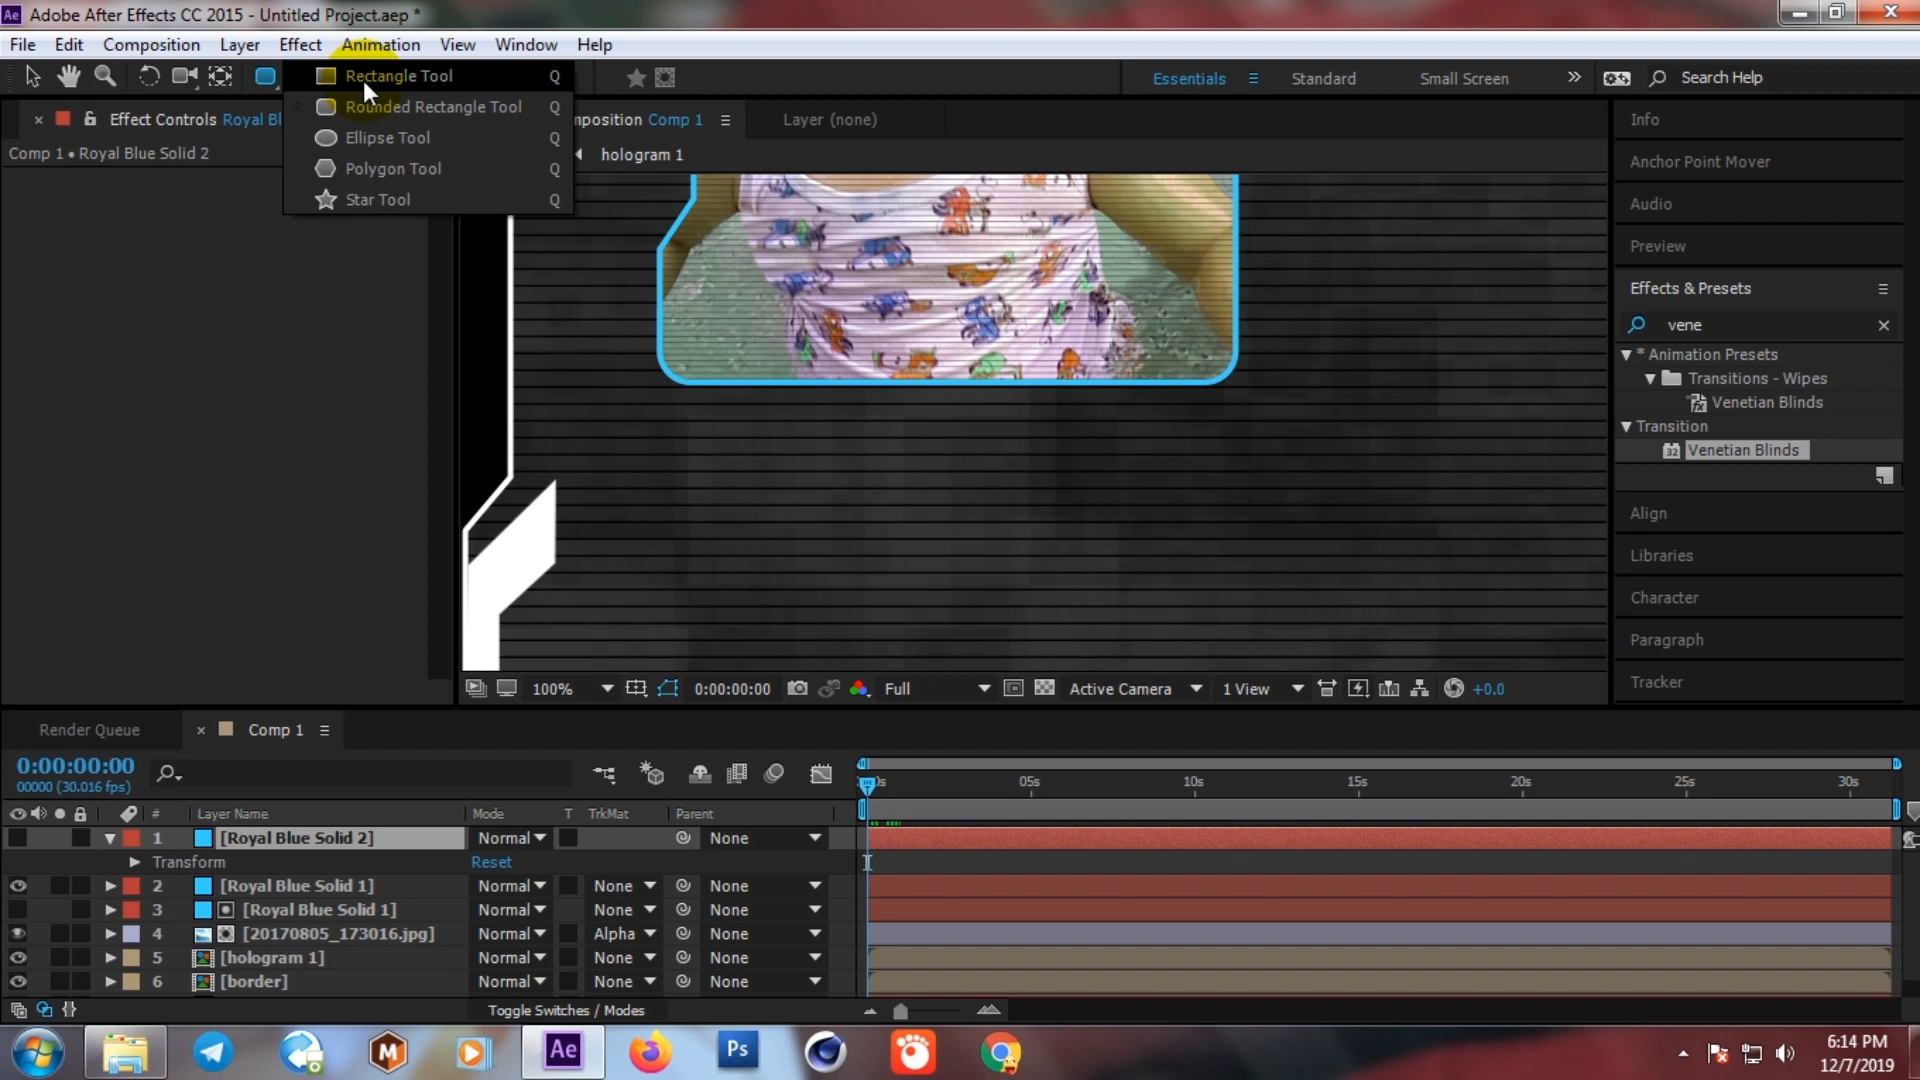 Ae Adobe After Effects CC 2015 - Untitled Project.aep *
File Edit Composition Layer Effect Animation View Window Help
Rectangle Tool Q
Rounded Rectangle Tool Q
Ellipse Tool Q
Polygon Tool Q
Star Tool Q
Essentials Standard Small Screen » Search Help
Effect Controls Royal Bl
Comp 1 • Royal Blue Solid 2
mposition Comp 1 Layer (none)
hologram 1
Info
Anchor Point Mover
Audio
Preview
Effects & Presets
vene
* Animation Presets
Transitions - Wipes
Venetian Blinds
Transition
32 Venetian Blinds
Align
Libraries
Character
Paragraph
Tracker
100% 0:00:00:00 Full Active Camera 1 View +0.0
Render Queue Comp 1
0:00:00:00
00000 (30.016 fps)
0s 05s 10s 15s 20s 25s 30s
# Layer Name Mode T TrkMat Parent
1 [Royal Blue Solid 2] Normal None
Transform Reset
2 [Royal Blue Solid 1] Normal None None
3 [Royal Blue Solid 1] Normal None None
4 [20170805_173016.jpg] Normal Alpha None
5 [hologram 1] Normal None None
6 [border] Normal None None
Toggle Switches / Modes
Ae Ps
6:14 PM
12/7/2019